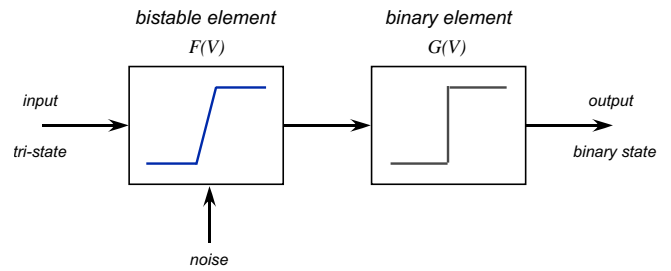 bistable element
F(V)
binary element
G(V)
input
tri-state
output
binary state
noise